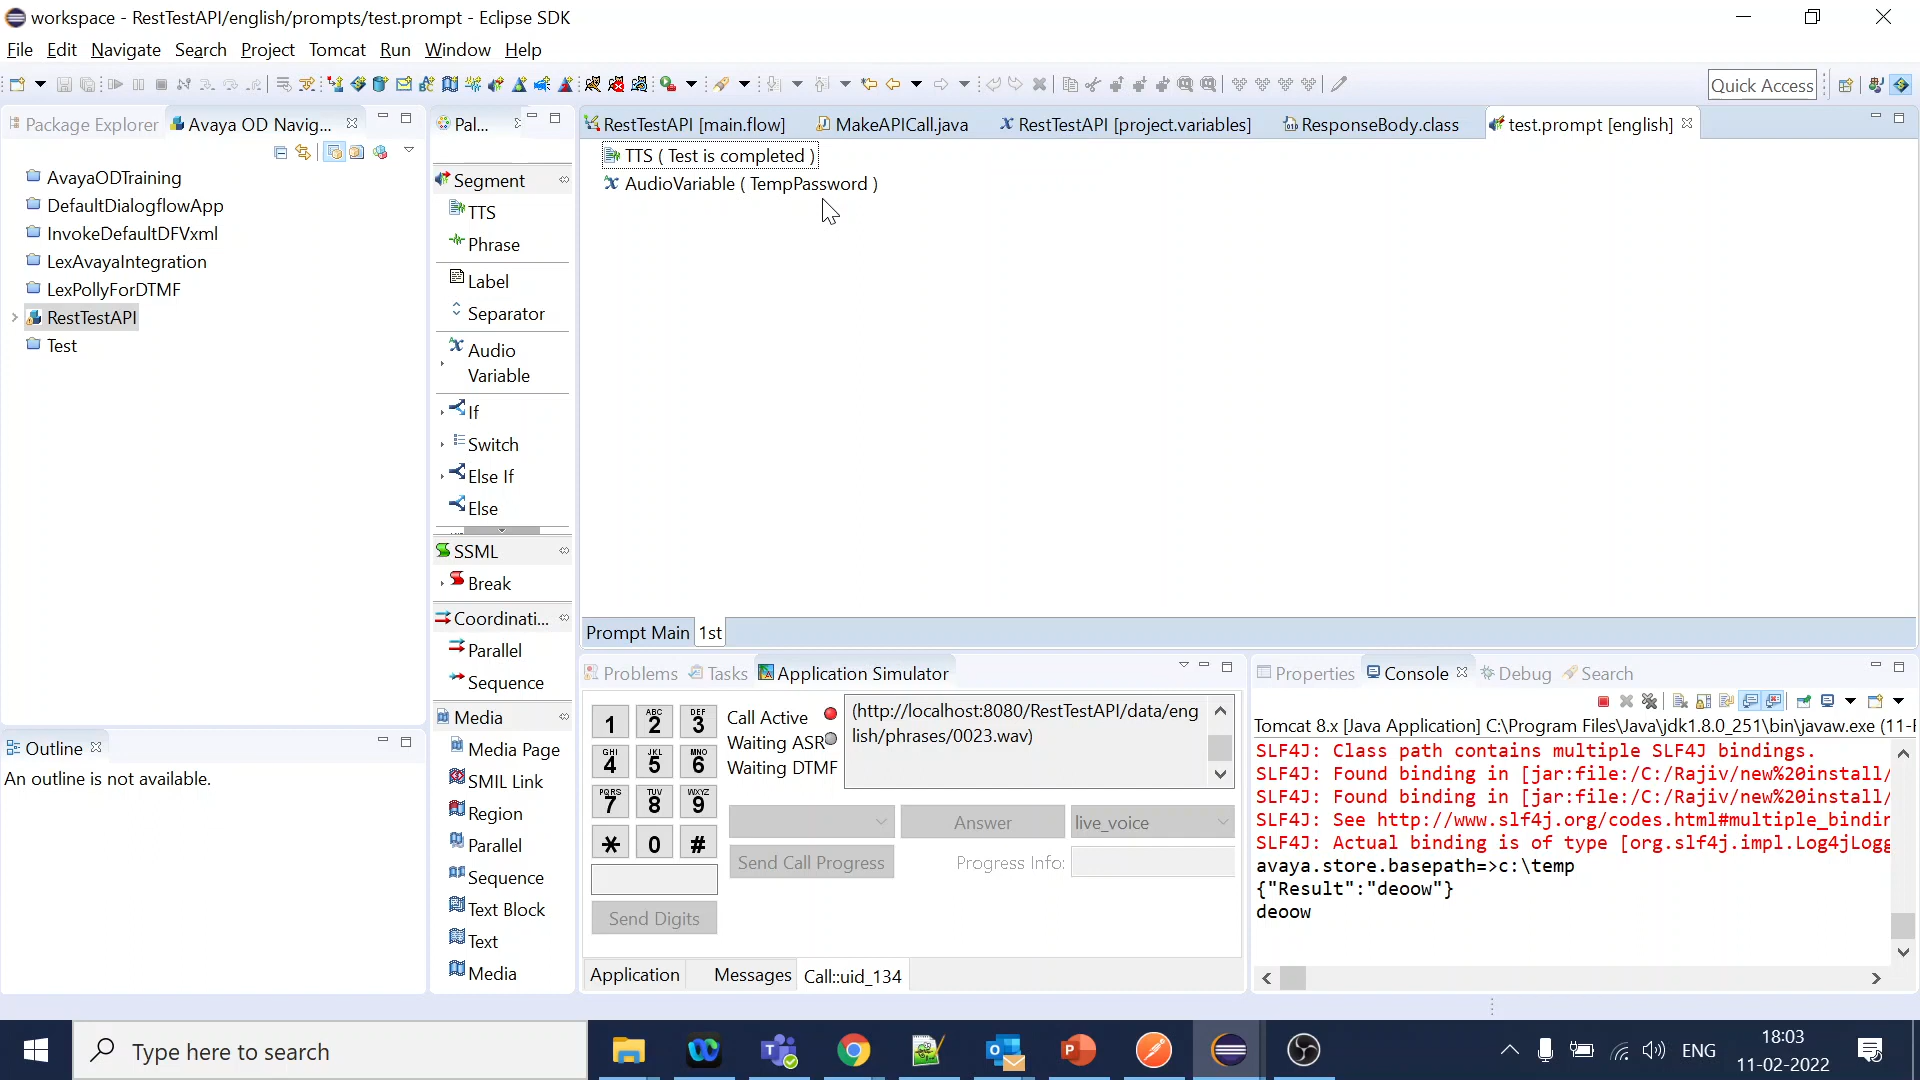 workspace - RestTestAPI/english/prompts/test.prompt - Eclipse SDK
File Edit Navigate Search Project Tomcat Run Window Help
Quick Access
Package Explorer
Avaya OD Navig...
AvayaODTraining
DefaultDialogflowApp
InvokeDefaultDFVxml
LexAvayaIntegration
LexPollyForDTMF
RestTestAPI
Test
Outline
An outline is not available.
Pal...
Segment
TTS
Phrase
Label
Separator
Audio
Variable
If
Switch
Else If
Else
SSML
Break
Coordinati...
Parallel
Sequence
Media
Media Page
SMIL Link
Region
Parallel
Sequence
Text Block
Text
Media
RestTestAPI [main.flow]
MakeAPICall.java
RestTestAPI [project.variables]
ResponseBody.class
test.prompt [english]
TTS ( Test is completed )
AudioVariable ( TempPassword )
Prompt Main 1st
Problems Tasks Application Simulator
1 ABC 2 DEF 3
GHI 4 JKL 5 MNO 6
PQRS 7 TUV 8 WXYZ 9
* 0 #
Send Digits
Call Active
Waiting ASR
Waiting DTMF
(http://localhost:8080/RestTestAPI/data/eng
lish/phrases/0023.wav)
Answer
live_voice
Send Call Progress
Progress Info:
Application Messages Call::uid_134
Properties Console Debug Search
Tomcat 8.x [Java Application] C:\Program Files\Java\jdk1.8.0_251\bin\javaw.exe (11-F
SLF4J: Class path contains multiple SLF4J bindings.
SLF4J: Found binding in [jar:file:/C:/Rajiv/new%20install/
SLF4J: Found binding in [jar:file:/C:/Rajiv/new%20install/
SLF4J: See http://www.slf4j.org/codes.html#multiple_bindin
SLF4J: Actual binding is of type [org.slf4j.impl.Log4jLogg
avaya.store.basepath=>c:\temp
{"Result":"deoow"}
deoow
Type here to search
ENG
18:03
11-02-2022